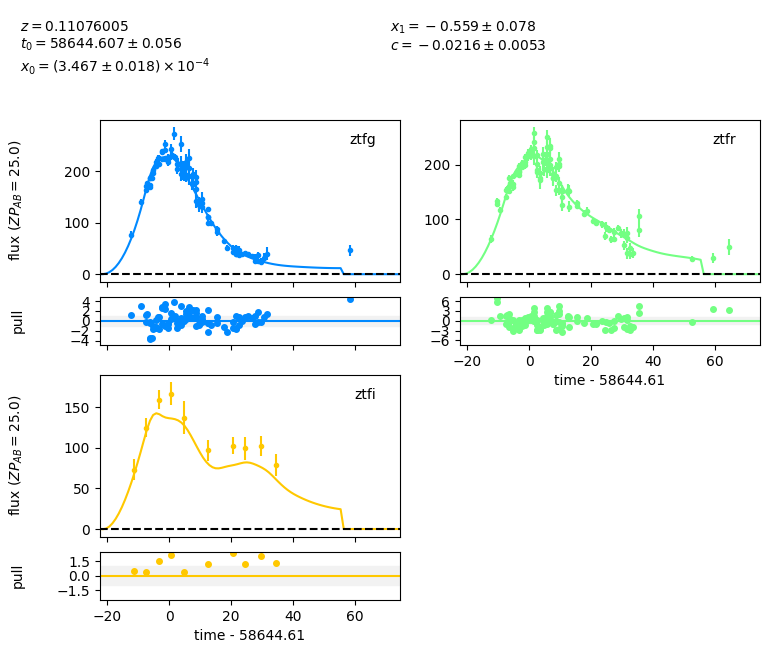 z = 0.11076005
t₀ = 58644.607 ± 0.056
x₀ = (3.467 ± 0.018) × 10⁻⁴
x₁ = −0.559 ± 0.078
c = −0.0216 ± 0.0053
flux (ZP_AB = 25.0)
ztfg
200
100
0
pull
4
2
0
−2
−4
ztfr
200
100
0
6
3
0
−3
−6
−20 0 20 40 60
time - 58644.61
flux (ZP_AB = 25.0)
ztfi
150
100
50
0
pull
1.5
0.0
−1.5
−20 0 20 40 60
time - 58644.61